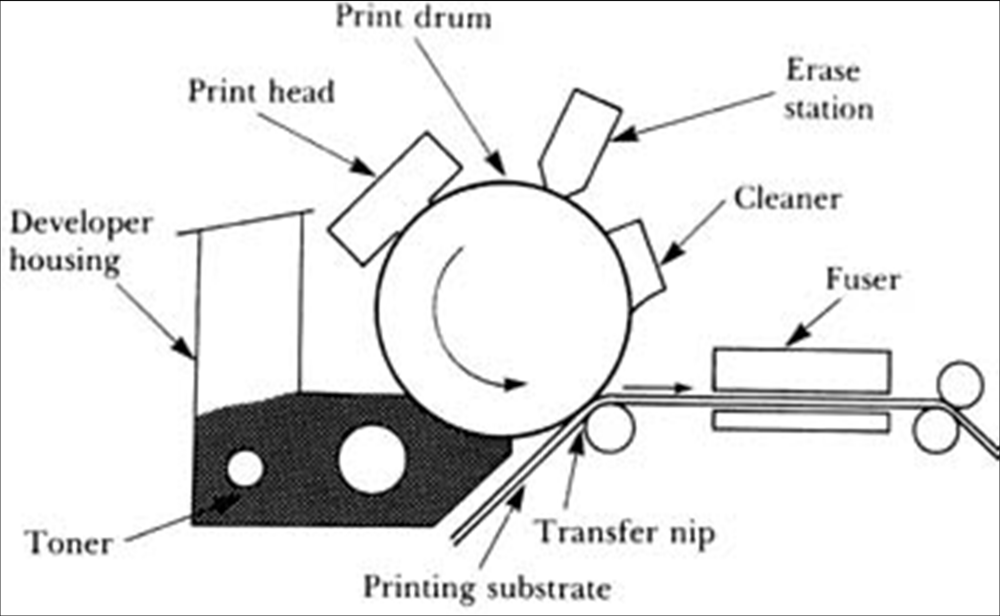 Print drum
Erase
station
Print head
Cleaner
Developer
housing
Fuser
Toner
Transfer nip
Printing substrate